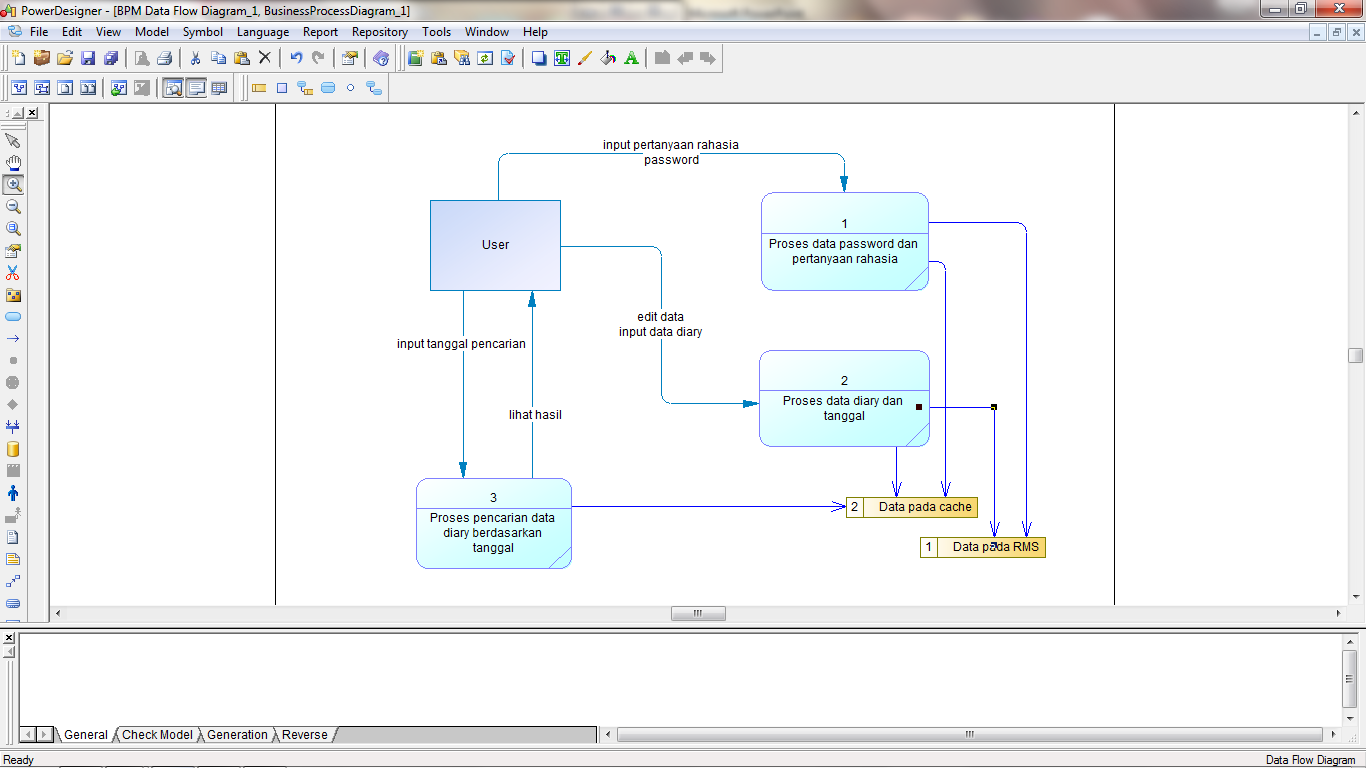 PowerDesigner - [BPM Data Flow Diagram_1, BusinessProcessDiagram_1]
File Edit View Model Symbol Language Report Repository Tools Window Help
input pertanyaan rahasia
password
User
1
Proses data password dan
pertanyaan rahasia
edit data
input data diary
input tanggal pencarian
2
Proses data diary dan
tanggal
lihat hasil
3
Proses pencarian data
diary berdasarkan
tanggal
2 Data pada cache
1 Data pada RMS
General Check Model Generation Reverse
Ready Data Flow Diagram